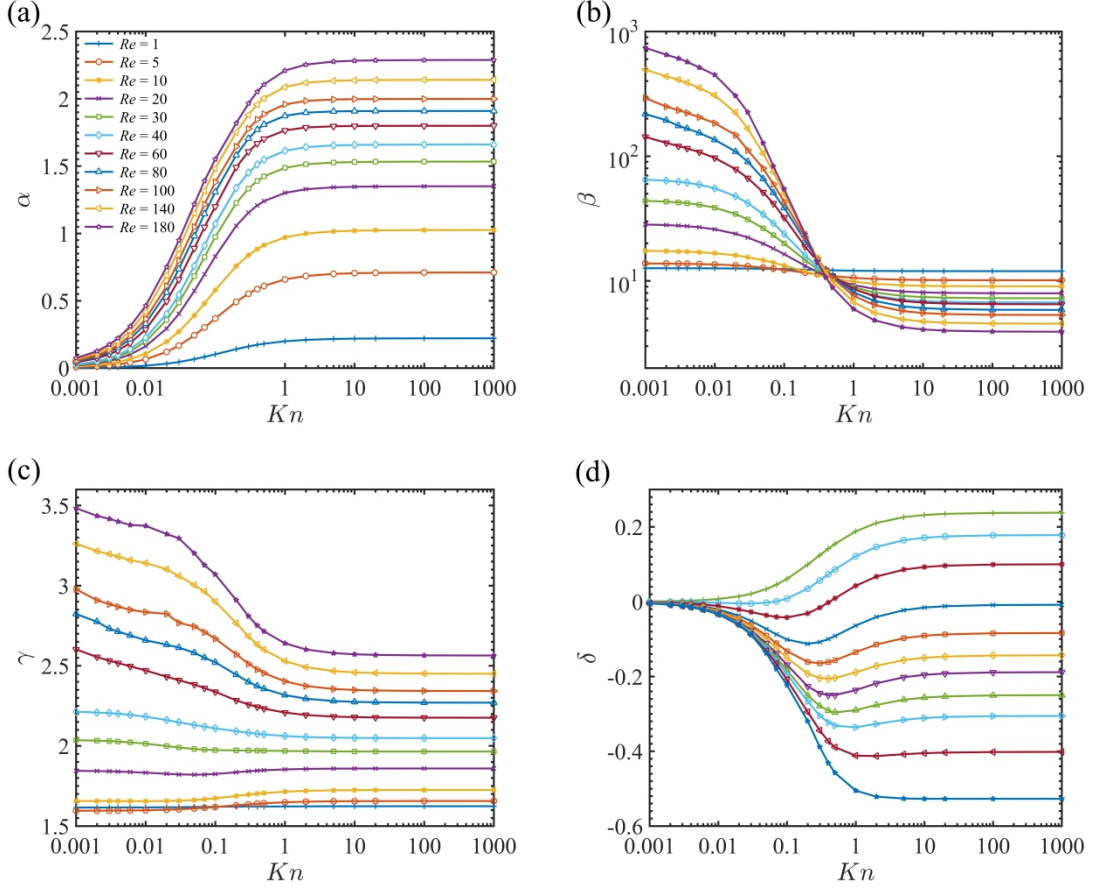 (a)
2.5
2
1.5
1
0.5
0
α
Re = 1
Re = 5
Re = 10
Re = 20
Re = 30
Re = 40
Re = 60
Re = 80
Re = 100
Re = 140
Re = 180
0.001 0.01 0.1 1 10 100 1000
Kn
(b)
10³
10²
10¹
β
0.001 0.01 0.1 1 10 100 1000
Kn
(c)
3.5
3
2.5
2
1.5
γ
0.001 0.01 0.1 1 10 100 1000
Kn
(d)
0.2
0
-0.2
-0.4
-0.6
δ
0.001 0.01 0.1 1 10 100 1000
Kn